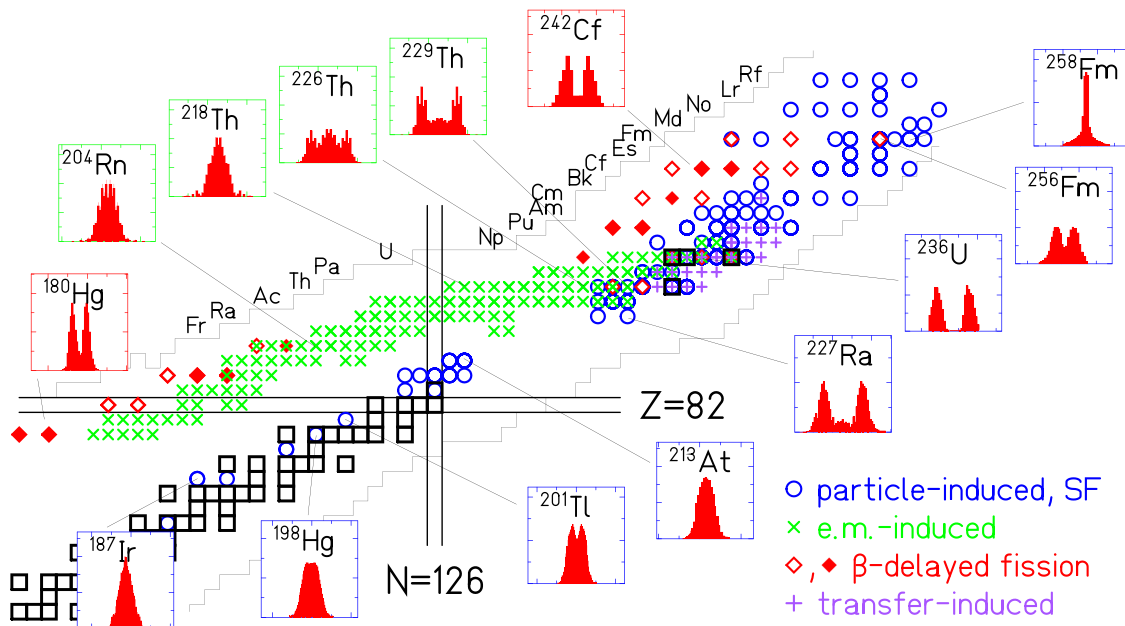 ²⁴²Cf
²²⁹Th
²²⁶Th
²¹⁸Th
²⁰⁴Rn
¹⁸⁰Hg
²⁵⁸Fm
²⁵⁶Fm
²³⁶U
²²⁷Ra
²¹³At
²⁰¹Tl
¹⁹⁸Hg
¹⁸⁷Ir
Rf
Lr
No
Md
Fm
Es
Cf
Bk
Cm
Am
Pu
Np
U
Pa
Th
Ac
Ra
Fr
Z=82
N=126
particle-induced, SF
e.m.-induced
, β-delayed fission
transfer-induced